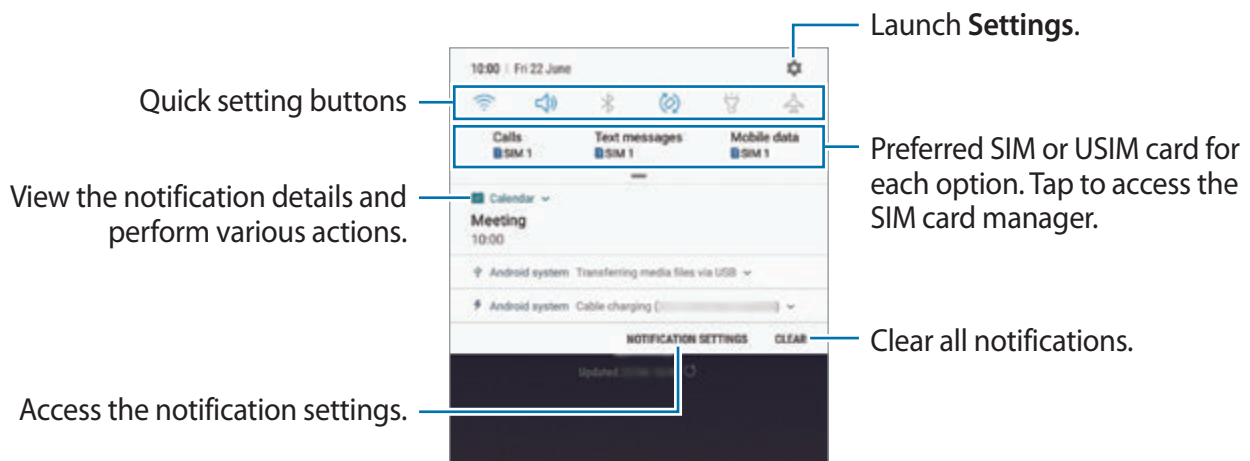 Launch Settings.
10:00 | Fri 22 June
Quick setting buttons
Calls
Text messages
Mobile data
SIM 1
SIM 1
SIM 1
Preferred SIM or USIM card for
each option. Tap to access the
SIM card manager.
View the notification details and
perform various actions.
Calendar
Meeting
10:00
Android system Transferring media files via USB
Android system Cable charging (
)
NOTIFICATION SETTINGS
CLEAR
Clear all notifications.
Updated
Access the notification settings.